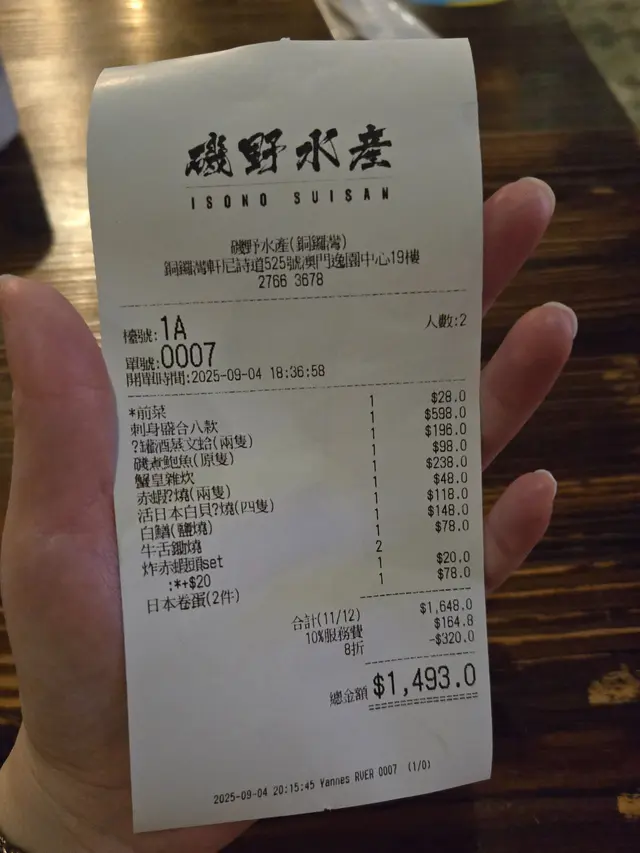 磯野水産
ISONO SUISAN
磯野水產(銅鑼灣)
銅鑼灣軒尼詩道525號澳門逸園中心19樓
2766 3678
檯號:1A 人數:2
單號:0007
開單時間:2025-09-04 18:36:58
*前菜 1 $28.0
刺身盛合八款 1 $598.0
?罐酒蒸文蛤(兩隻) 1 $196.0
磯煮鮑魚(原隻) 1 $98.0
蟹皇雜炊 1 $238.0
赤蝦?燒(兩隻) 1 $48.0
活日本白貝?燒(四隻) 1 $118.0
白鱔(鹽燒) 1 $148.0
牛舌鋤燒 1 $78.0
炸赤蝦頭set 2
:*+$20 1 $20.0
日本卷蛋(2件) 1 $78.0
合計(11/12) $1,648.0
10%服務費 $164.8
8折 -$320.0
總金額 $1,493.0
2025-09-04 20:15:45 Yannes RVER 0007 (1/0)